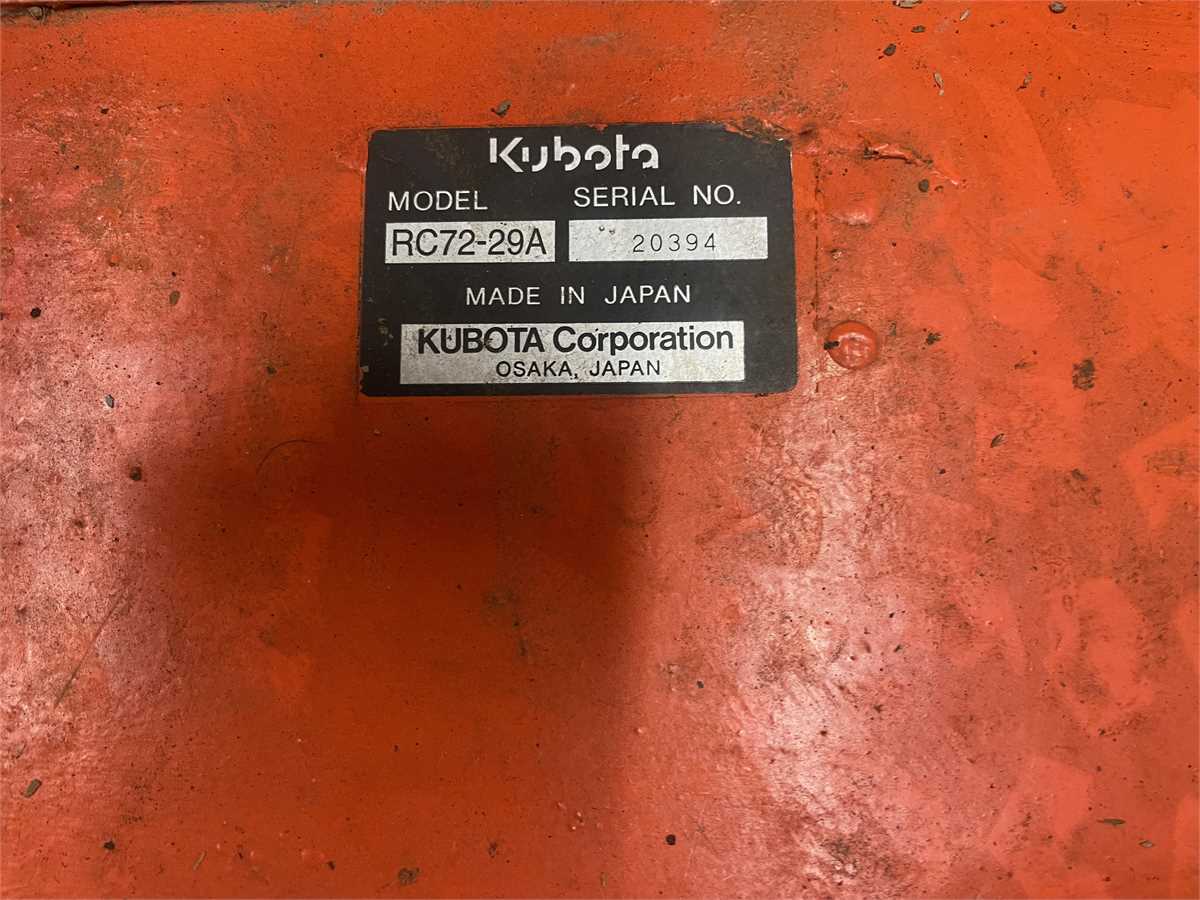 Kubota
MODEL SERIAL NO.
RC72-29A 20394
MADE IN JAPAN
KUBOTA Corporation
OSAKA, JAPAN